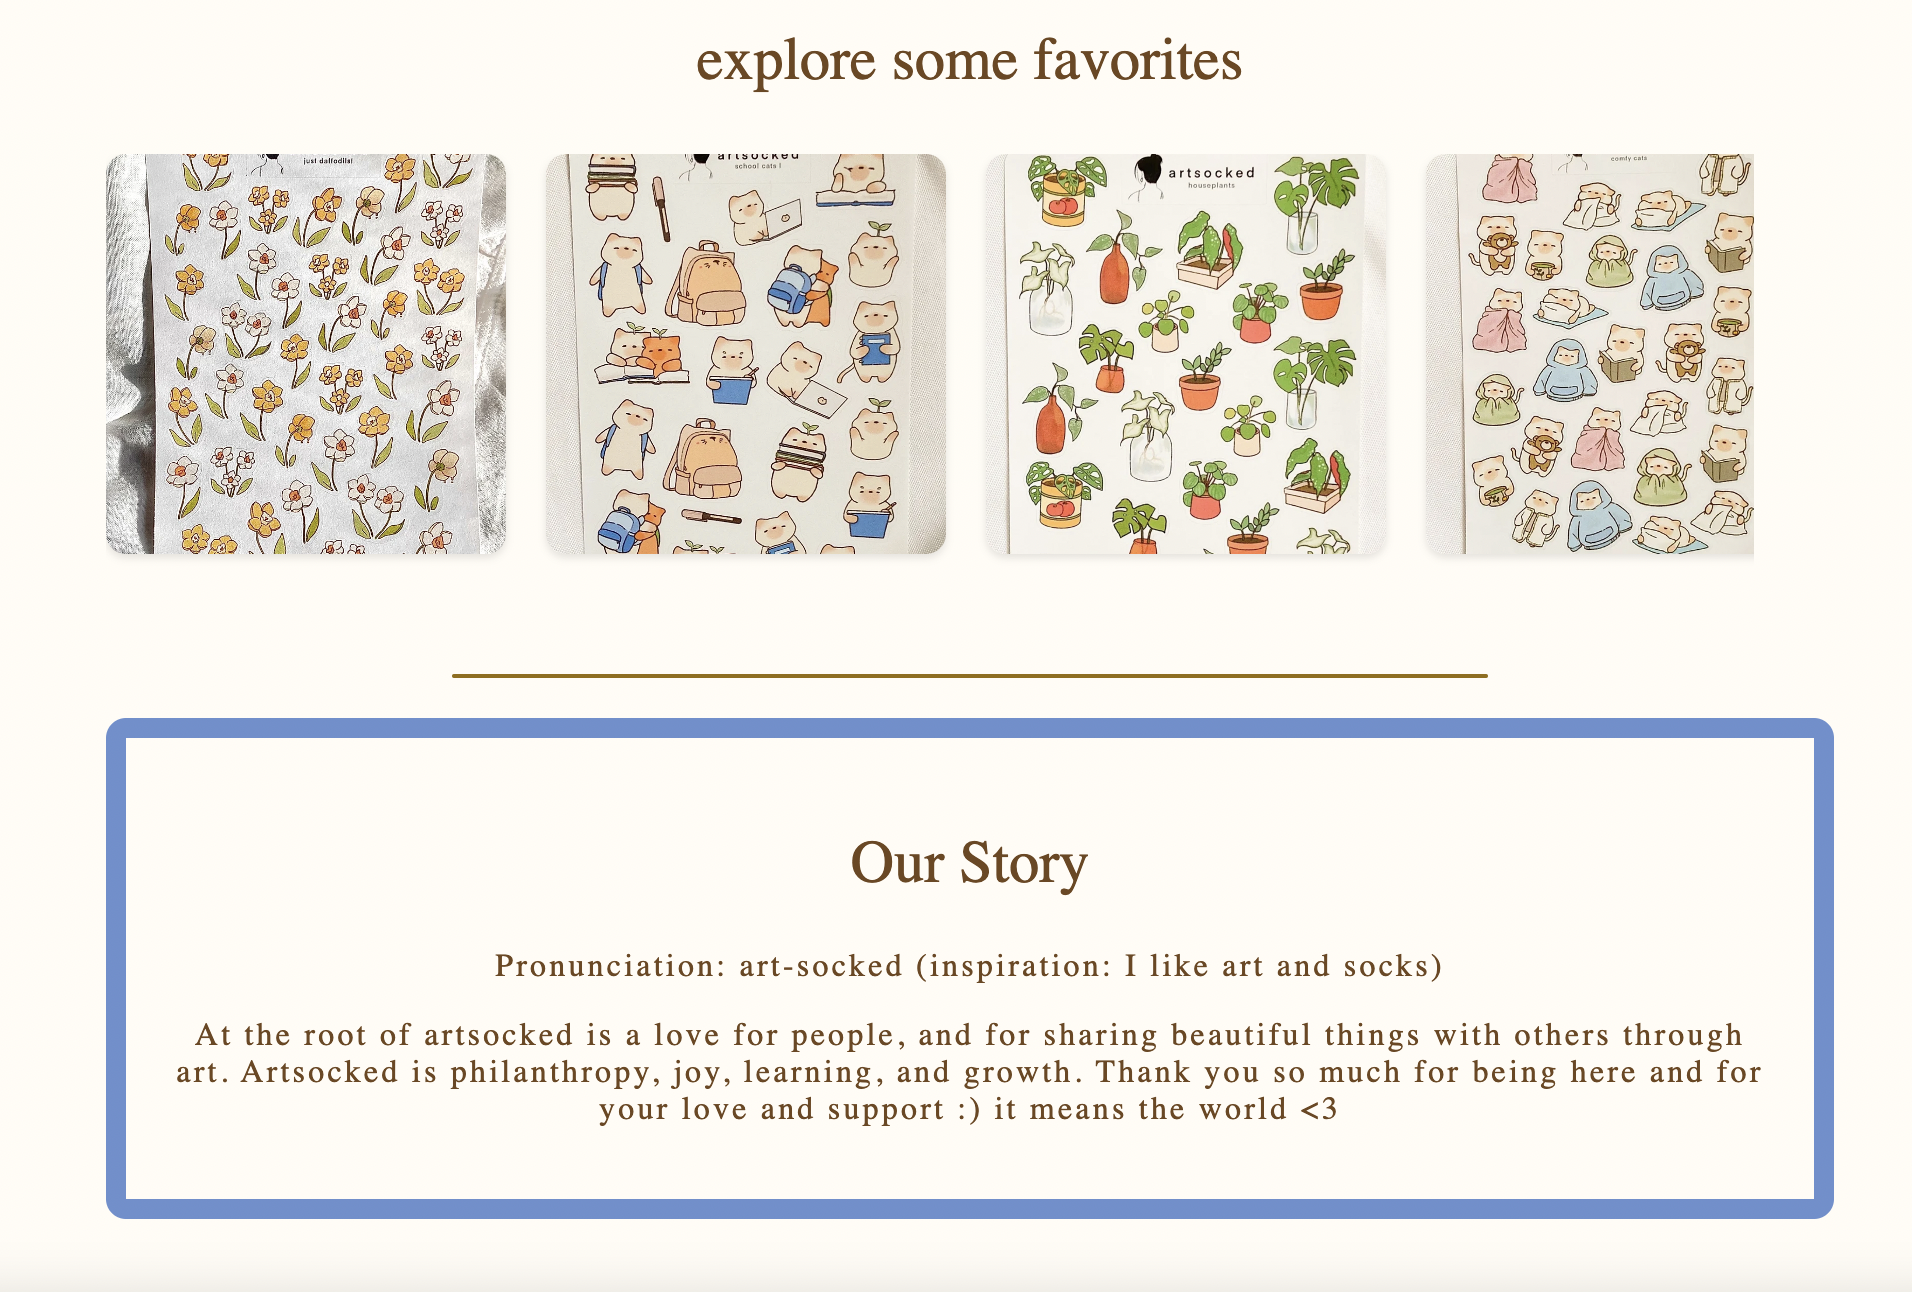 explore some favorites
just daffodils!
artsocked
school cats !
artsocked
houseplants
comfy cats
Our Story
Pronunciation: art-socked (inspiration: I like art and socks)
At the root of artsocked is a love for people, and for sharing beautiful things with others through
art. Artsocked is philanthropy, joy, learning, and growth. Thank you so much for being here and for
your love and support :) it means the world <3